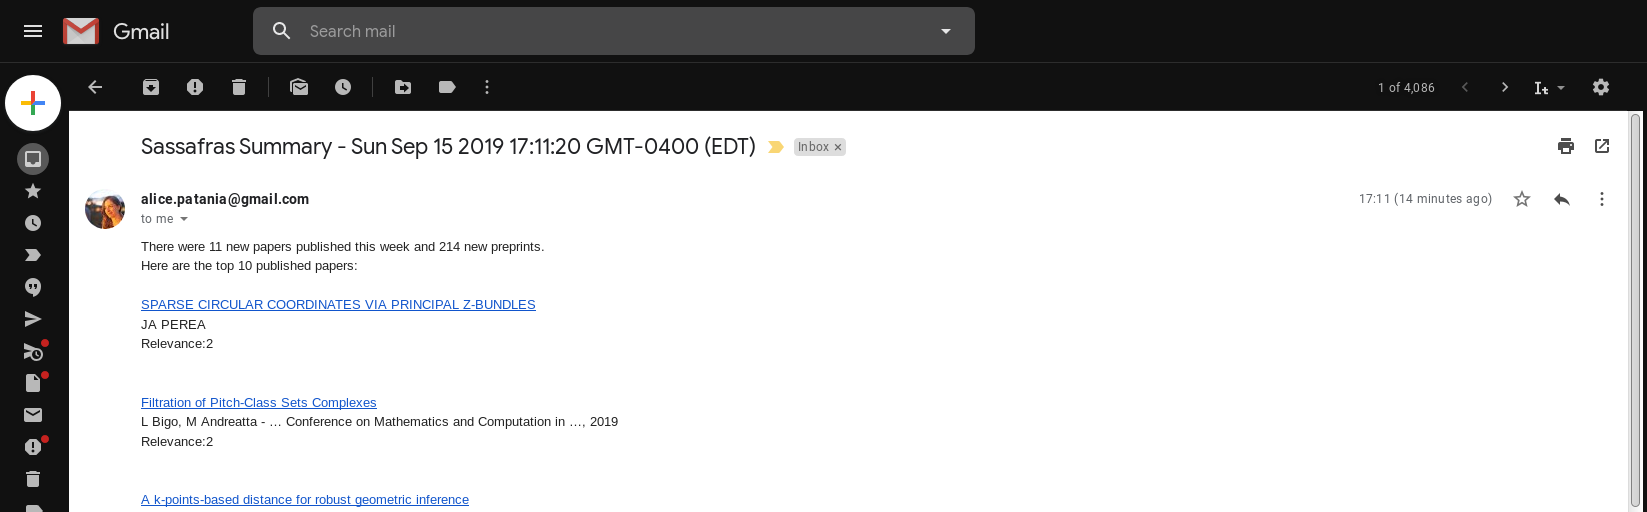 Gmail
Search mail
1 of 4,086
Sassafras Summary - Sun Sep 15 2019 17:11:20 GMT-0400 (EDT)
Inbox ×
alice.patania@gmail.com
17:11 (14 minutes ago)
to me
There were 11 new papers published this week and 214 new preprints.
Here are the top 10 published papers:
SPARSE CIRCULAR COORDINATES VIA PRINCIPAL Z-BUNDLES
JA PEREA
Relevance:2
Filtration of Pitch-Class Sets Complexes
L Bigo, M Andreatta - … Conference on Mathematics and Computation in …, 2019
Relevance:2
A k-points-based distance for robust geometric inference